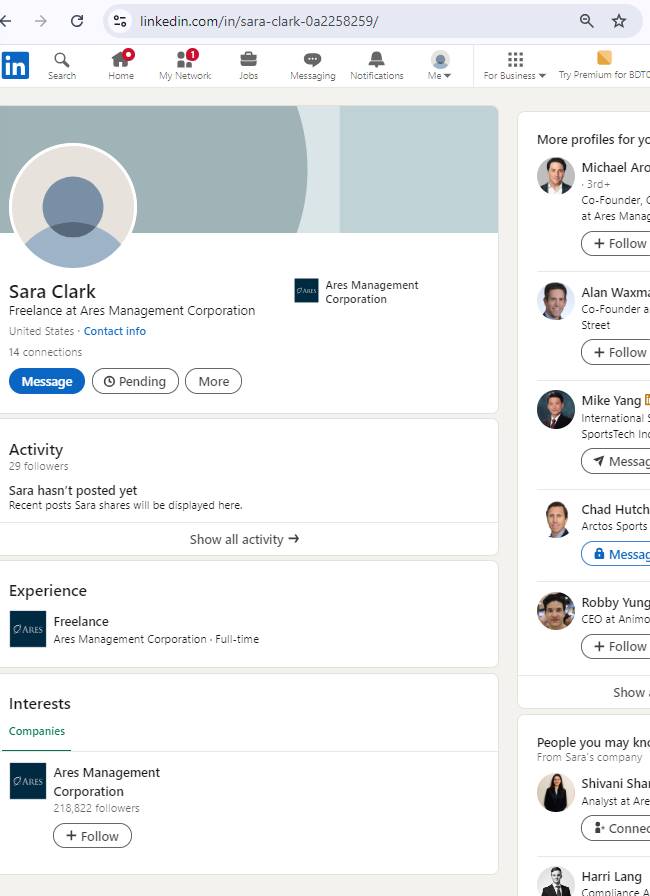 linkedin.com/in/sara-clark-0a2258259/
in
Search
Home
1
My Network
Jobs
Messaging
Notifications
Me
For Business
Try Premium for BDT0
Sara Clark
Freelance at Ares Management Corporation
United States · Contact info
14 connections
Message
Pending
More
ARES
Ares Management
Corporation
Activity
29 followers
Sara hasn't posted yet
Recent posts Sara shares will be displayed here.
Show all activity →
Experience
ARES
Freelance
Ares Management Corporation · Full-time
Interests
Companies
ARES
Ares Management
Corporation
218,822 followers
+ Follow
More profiles for yo
Michael Aro
· 3rd+
Co-Founder, C
at Ares Manag
+ Follow
Alan Waxma
Co-Founder a
Street
+ Follow
Mike Yang
International S
SportsTech Ind
Messag
Chad Hutch
Arctos Sports
Messag
Robby Yung
CEO at Animo
+ Follow
Show a
People you may kno
From Sara's company
Shivani Shar
Analyst at Are
Connec
Harri Lang
Compliance A